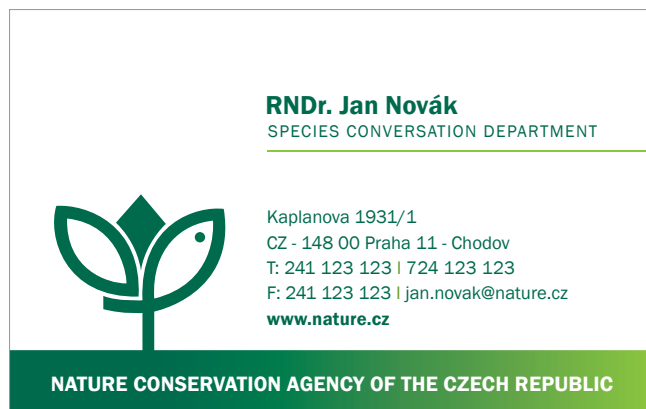 RNDr. Jan Novák
SPECIES CONVERSATION DEPARTMENT
Kaplanova 1931/1
CZ - 148 00 Praha 11 - Chodov
T: 241 123 123 | 724 123 123
F: 241 123 123 | jan.novak@nature.cz
www.nature.cz
NATURE CONSERVATION AGENCY OF THE CZECH REPUBLIC